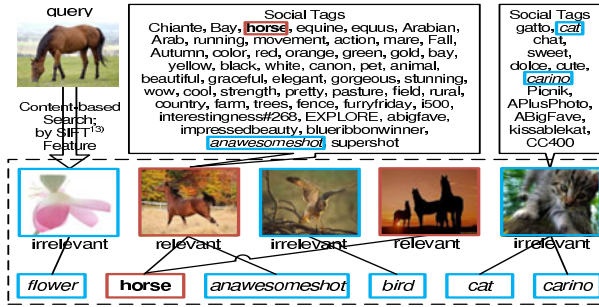 query
Content-based
Search;
by SIFT13)
Feature
Social Tags
Chiante, Bay, horse, equine, equus, Arabian,
Arab, running, movement, action, mare, Fall,
Autumn, color, red, orange, green, gold, bay,
yellow, black, white, canon, pet, animal,
beautiful, graceful, elegant, gorgeous, stunning,
wow, cool, strength, pretty, pasture, field, rural,
country, farm, trees, fence, furryfriday, i500,
interestingness#268, EXPLORE, abigfave,
impressedbeauty, blueribbonwinner,
anawesomeshot supershot
Social Tags
gatto, cat
chat,
sweet,
dolce, cute,
carino
Picnik,
APlusPhoto,
ABigFave,
kissablekat,
CC400
irrelevant relevant irrelevant relevant irrelevant
flower horse anawesomeshot bird cat carino